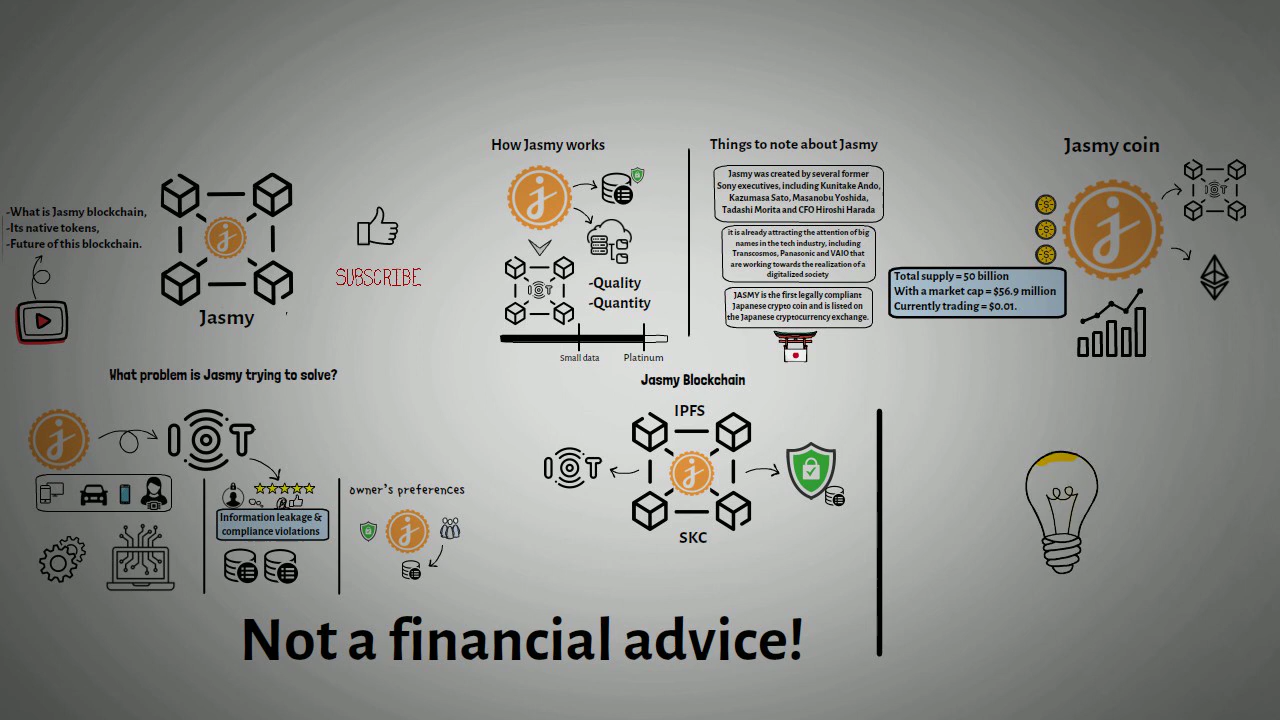 -What is Jasmy blockchain,
-Its native tokens,
-Future of this blockchain.
Jasmy
SUBSCRIBE
How Jasmy works
IOT
-Quality
-Quantity
Small data
Platinum
Things to note about Jasmy
Jasmy was created by several former
Sony executives, including Kunitake Ando,
Kazumasa Sato, Masanobu Yoshida,
Tadashi Morita and CFO Hiroshi Harada
it is already attracting the attention of big
names in the tech industry, including
Transcosmos, Panasonic and VAIO that
are working towards the realization of a
digitalized society
JASMY is the first legally compliant
Japanese crypto coin and is listed on
the Japanese cryptocurrency exchange.
Jasmy coin
IOT
Total supply = 50 billion
With a market cap = $56.9 million
Currently trading = $0.01.
What problem is Jasmy trying to solve?
IOT
Information leakage &
compliance violations
owner's preferences
Jasmy Blockchain
IPFS
IOT
SKC
Not a financial advice!